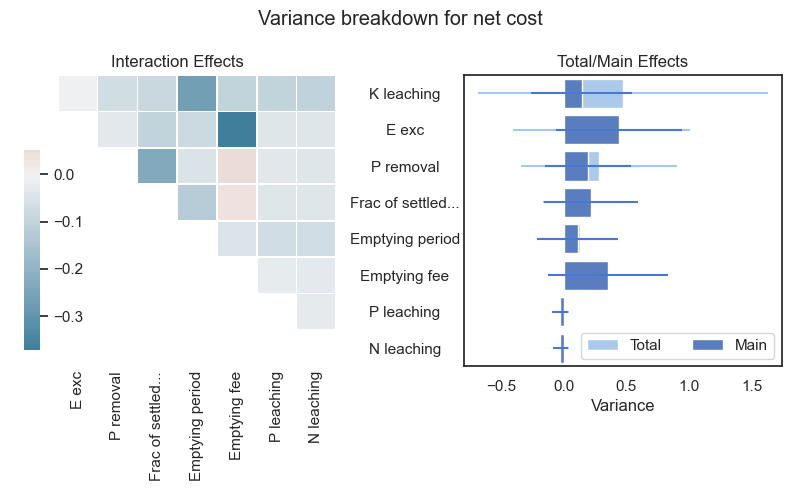 Variance breakdown for net cost
Interaction Effects
0.0
−0.1
−0.2
−0.3
E exc
P removal
Frac of settled...
Emptying period
Emptying fee
P leaching
N leaching
Total/Main Effects
K leaching
E exc
P removal
Frac of settled...
Emptying period
Emptying fee
P leaching
N leaching
Total
Main
−0.5
0.0
0.5
1.0
1.5
Variance